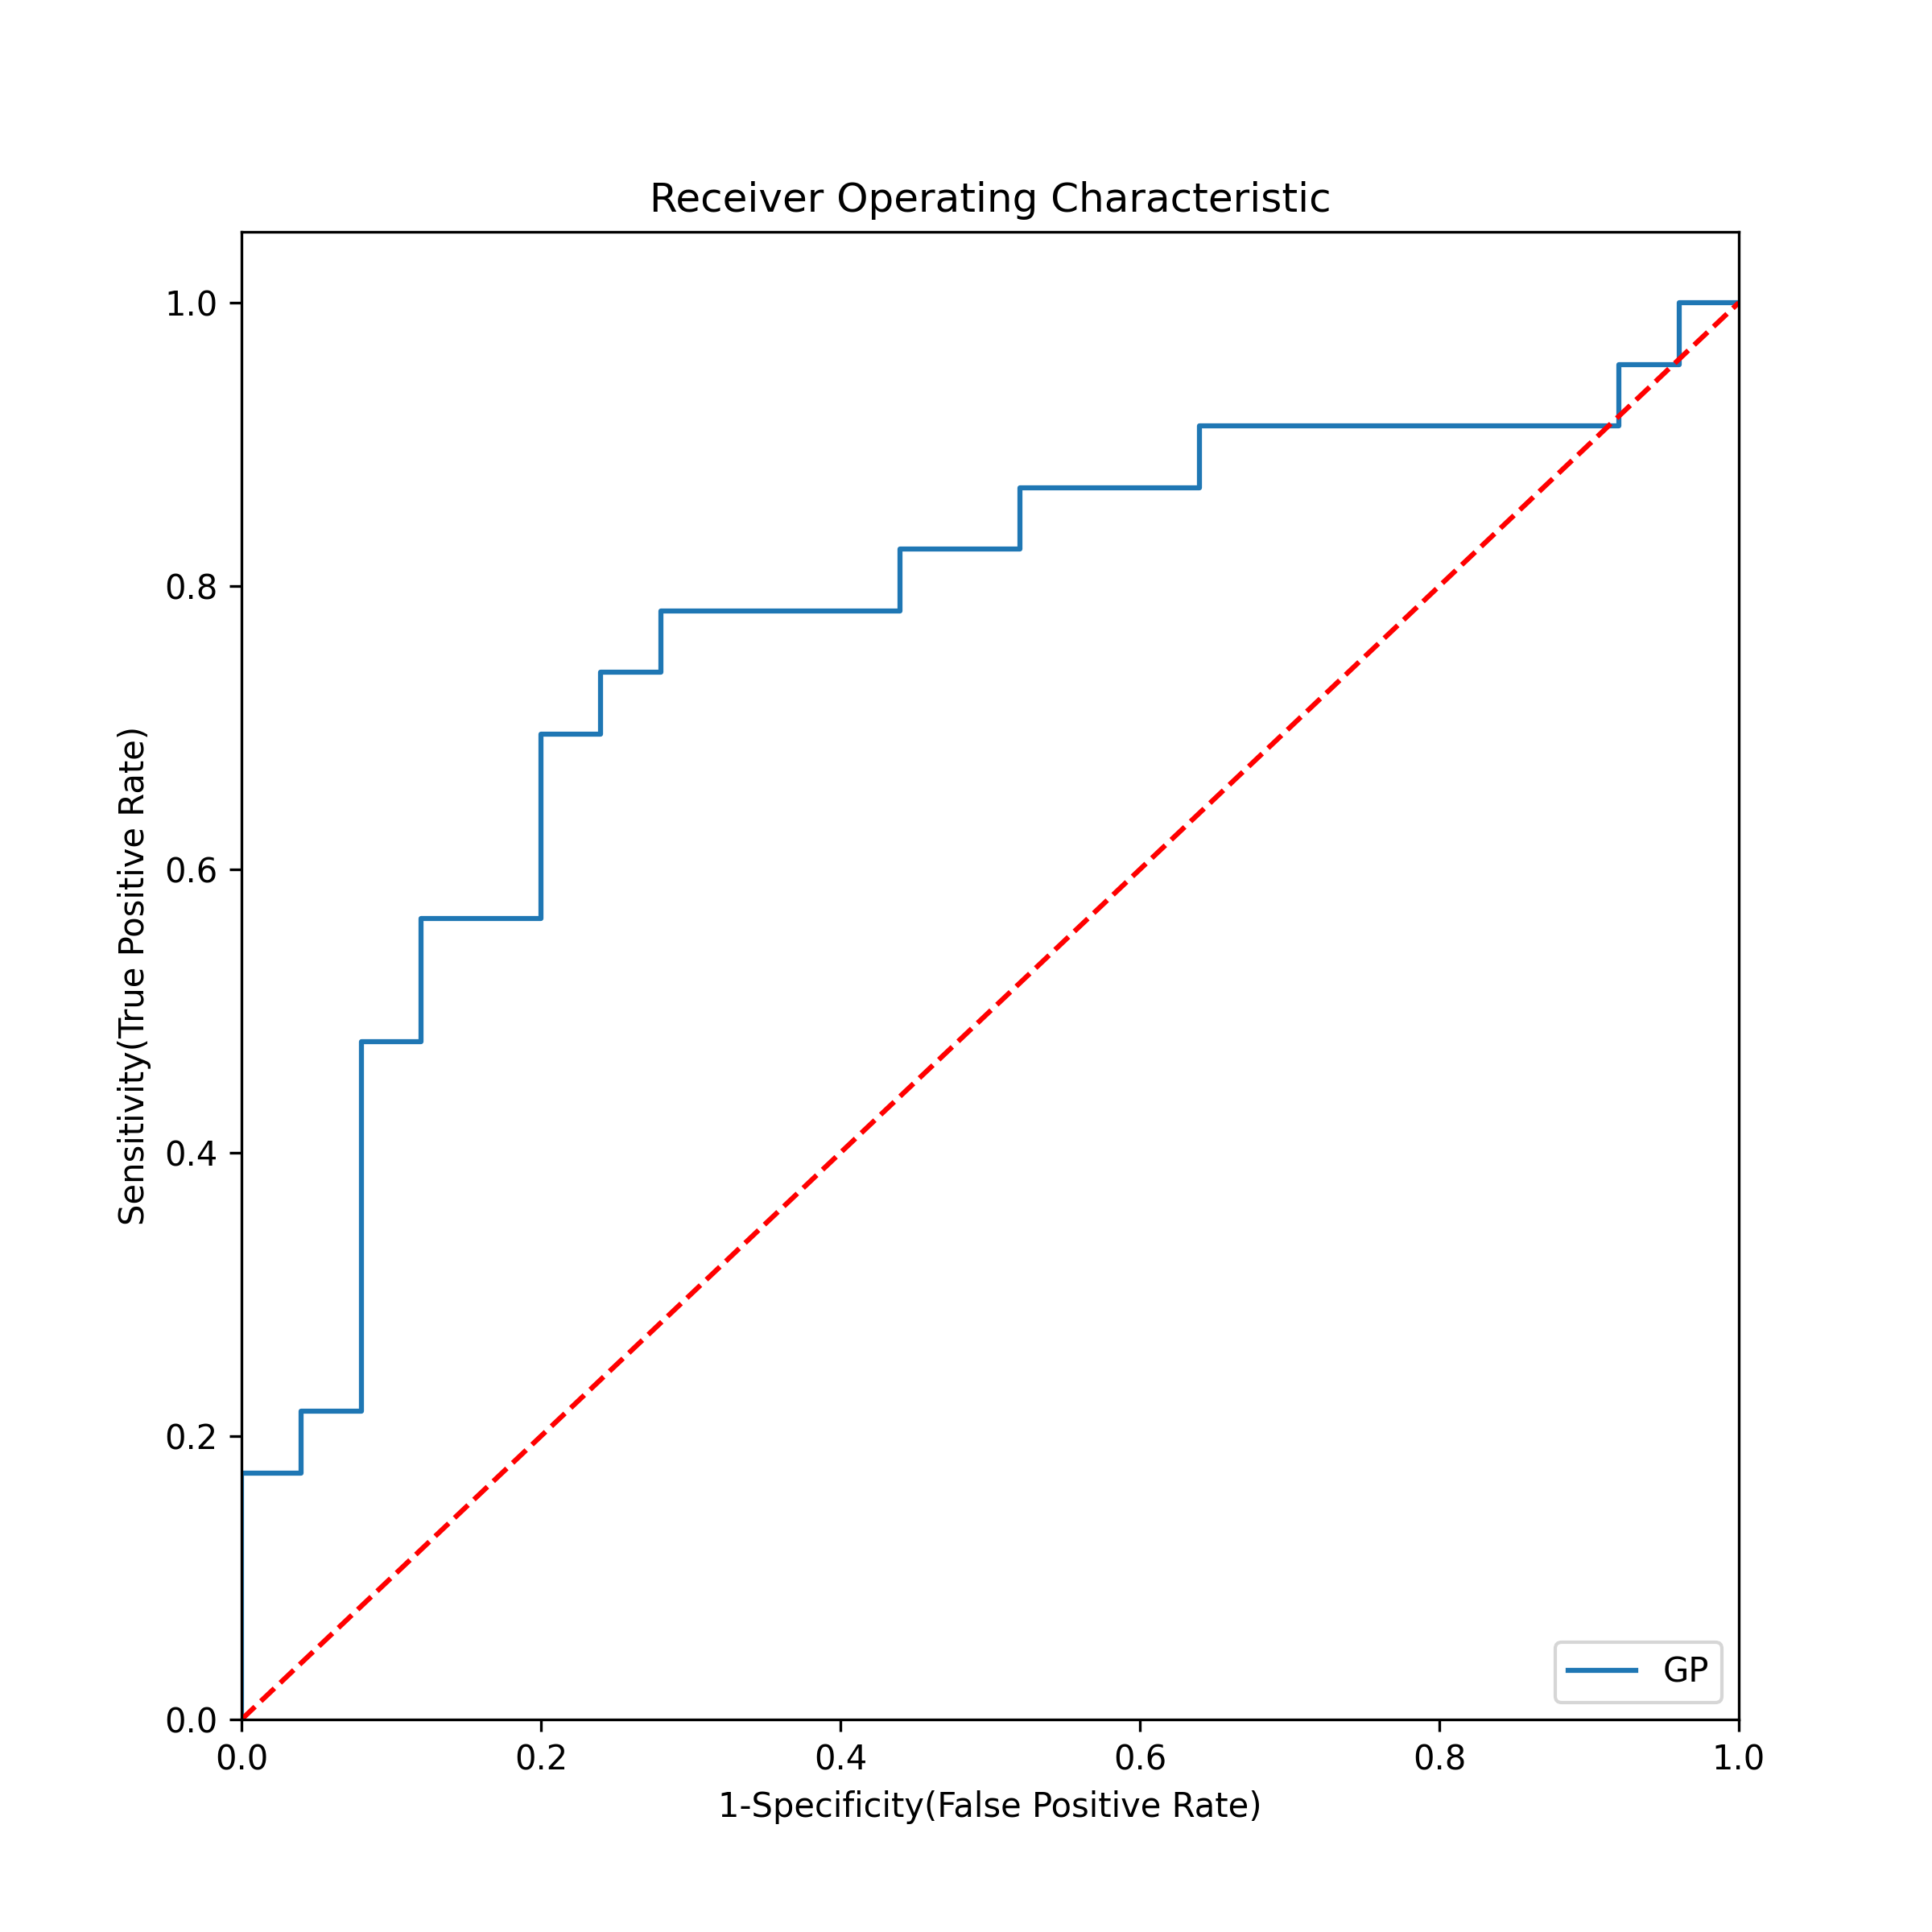 Receiver Operating Characteristic
1.0
0.8
0.6
0.4
0.2
0.0
Sensitivity(True Positive Rate)
GP
0.0 0.2 0.4 0.6 0.8 1.0
1-Specificity(False Positive Rate)